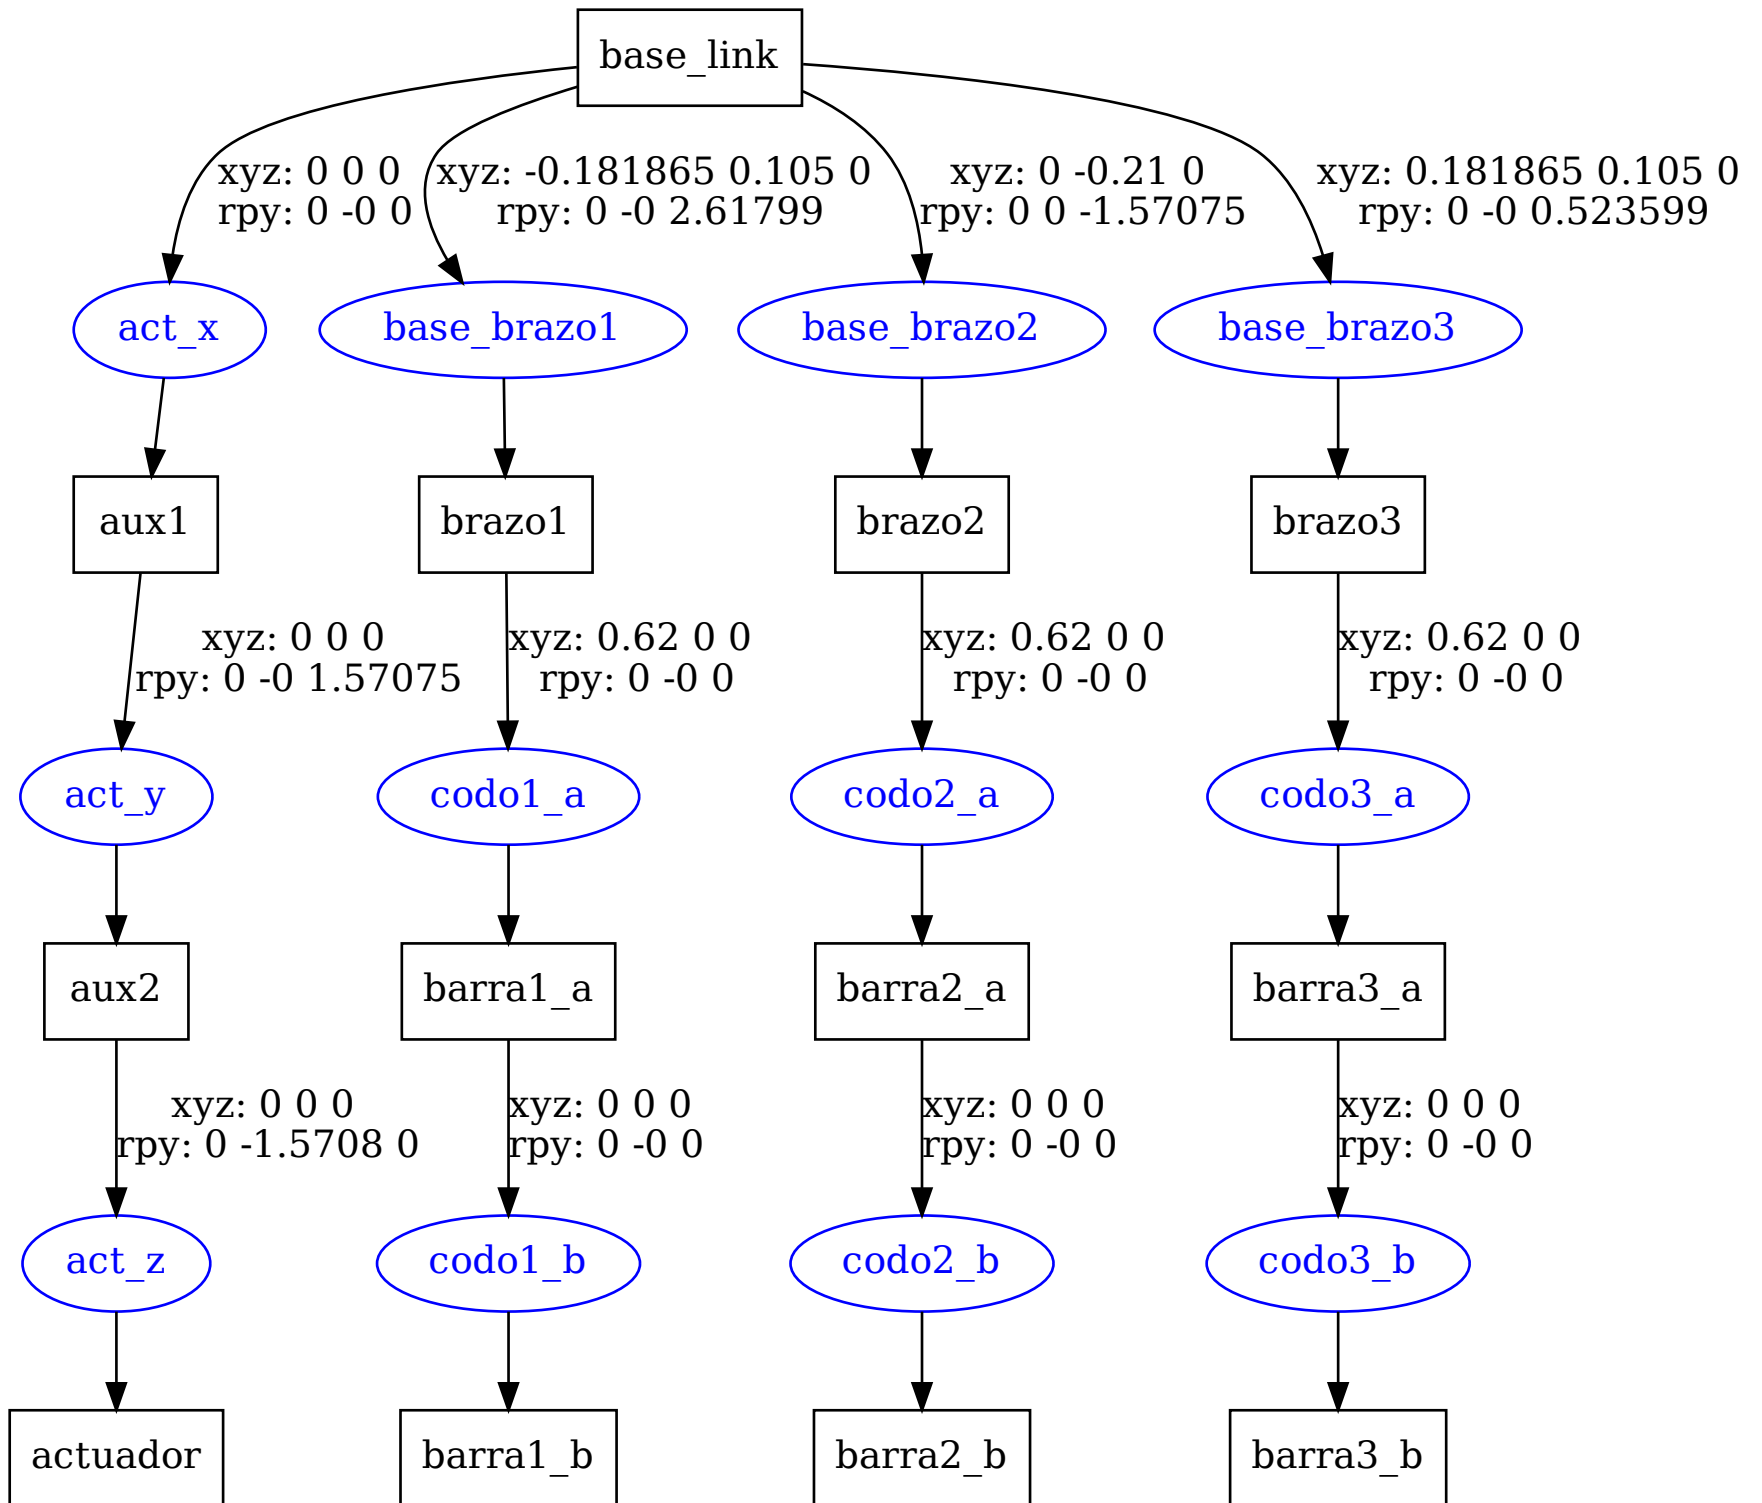 base_link
xyz: 0 0 0
rpy: 0 -0 0
xyz: -0.181865 0.105 0
rpy: 0 -0 2.61799
xyz: 0 -0.21 0
rpy: 0 0 -1.57075
xyz: 0.181865 0.105 0
rpy: 0 -0 0.523599
act_x
base_brazo1
base_brazo2
base_brazo3
aux1
brazo1
brazo2
brazo3
xyz: 0 0 0
rpy: 0 -0 1.57075
xyz: 0.62 0 0
rpy: 0 -0 0
xyz: 0.62 0 0
rpy: 0 -0 0
xyz: 0.62 0 0
rpy: 0 -0 0
act_y
codo1_a
codo2_a
codo3_a
aux2
barra1_a
barra2_a
barra3_a
xyz: 0 0 0
rpy: 0 -1.5708 0
xyz: 0 0 0
rpy: 0 -0 0
xyz: 0 0 0
rpy: 0 -0 0
xyz: 0 0 0
rpy: 0 -0 0
act_z
codo1_b
codo2_b
codo3_b
actuador
barra1_b
barra2_b
barra3_b